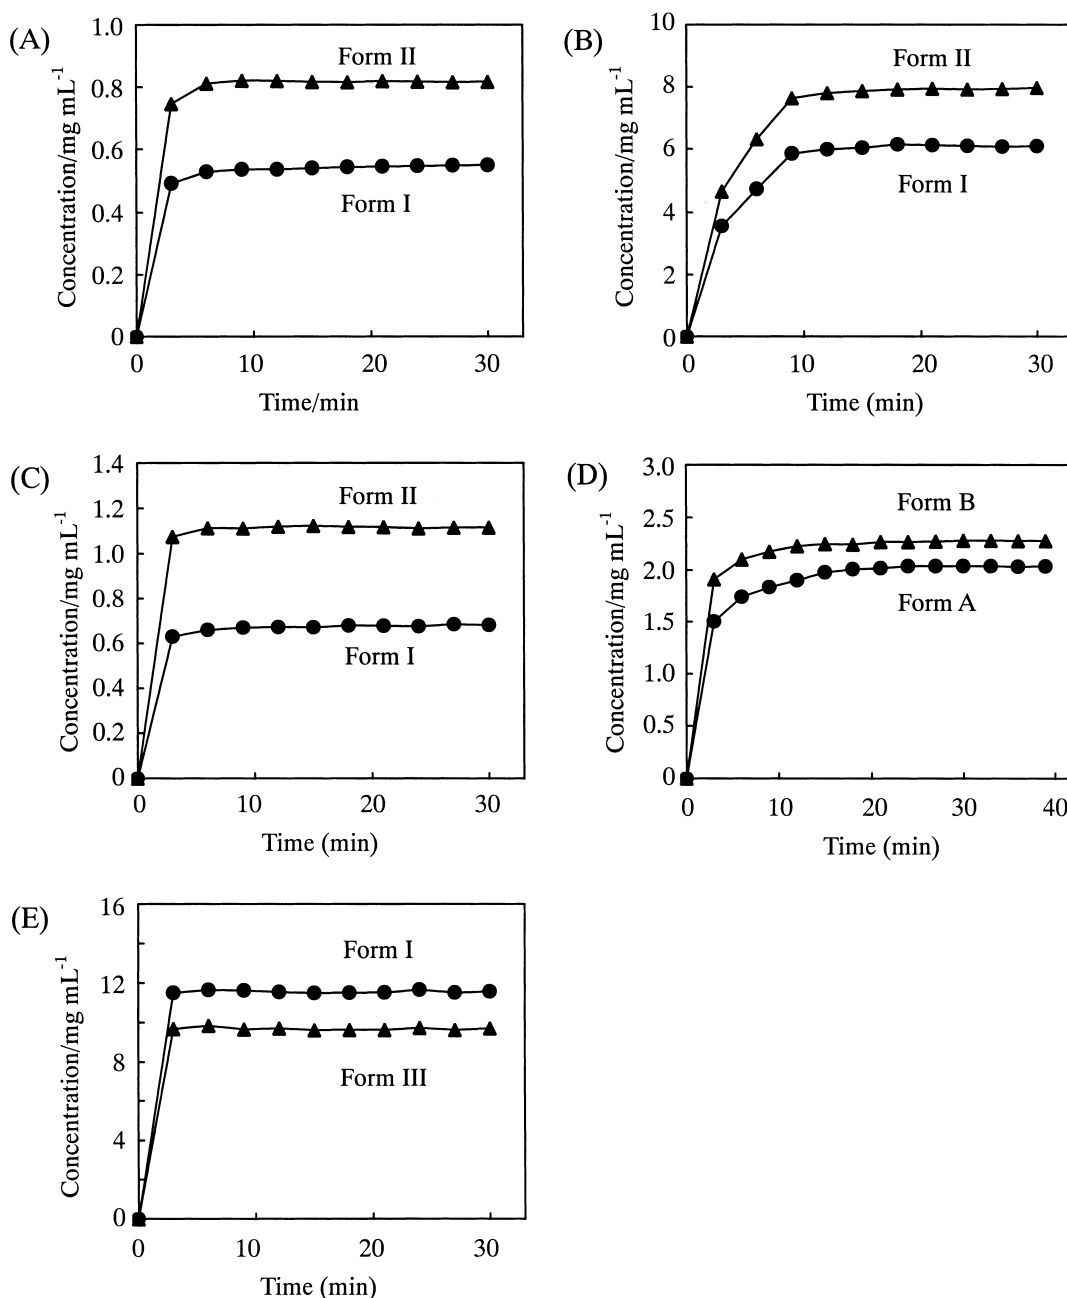 (A)
Concentration/mg mL⁻¹
1.0
0.8
0.6
0.4
0.2
0
Form II
Form I
0 10 20 30
Time/min
(B)
Concentration/mg mL⁻¹
10
8
6
4
2
0
Form II
Form I
0 10 20 30
Time (min)
(C)
Concentration/mg mL⁻¹
1.4
1.2
1.0
0.8
0.6
0.4
0.2
0
Form II
Form I
0 10 20 30
Time (min)
(D)
Concentration/mg mL⁻¹
3.0
2.5
2.0
1.5
1.0
0.5
0
Form B
Form A
0 10 20 30 40
Time (min)
(E)
Concentration/mg mL⁻¹
16
12
8
4
0
Form I
Form III
0 10 20 30
Time (min)